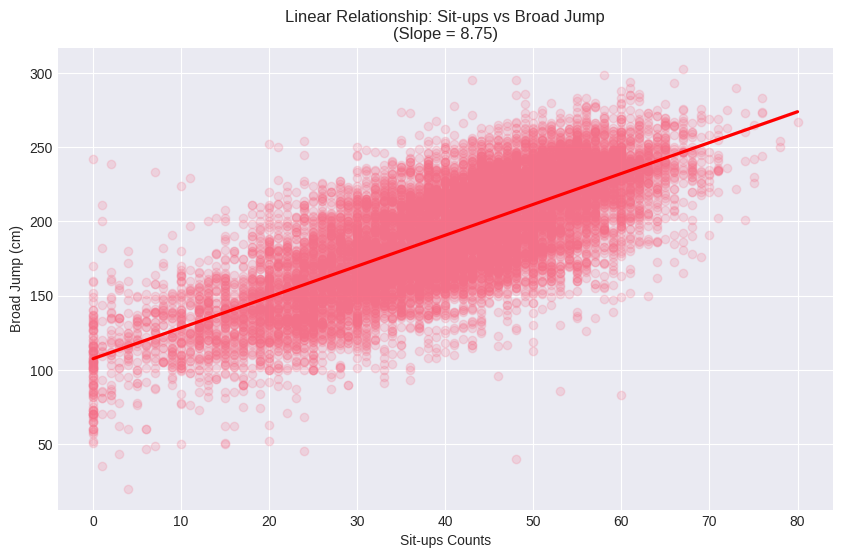 Linear Relationship: Sit-ups vs Broad Jump
(Slope = 8.75)
Broad Jump (cm)
300
250
200
150
100
50
0 10 20 30 40 50 60 70 80
Sit-ups Counts